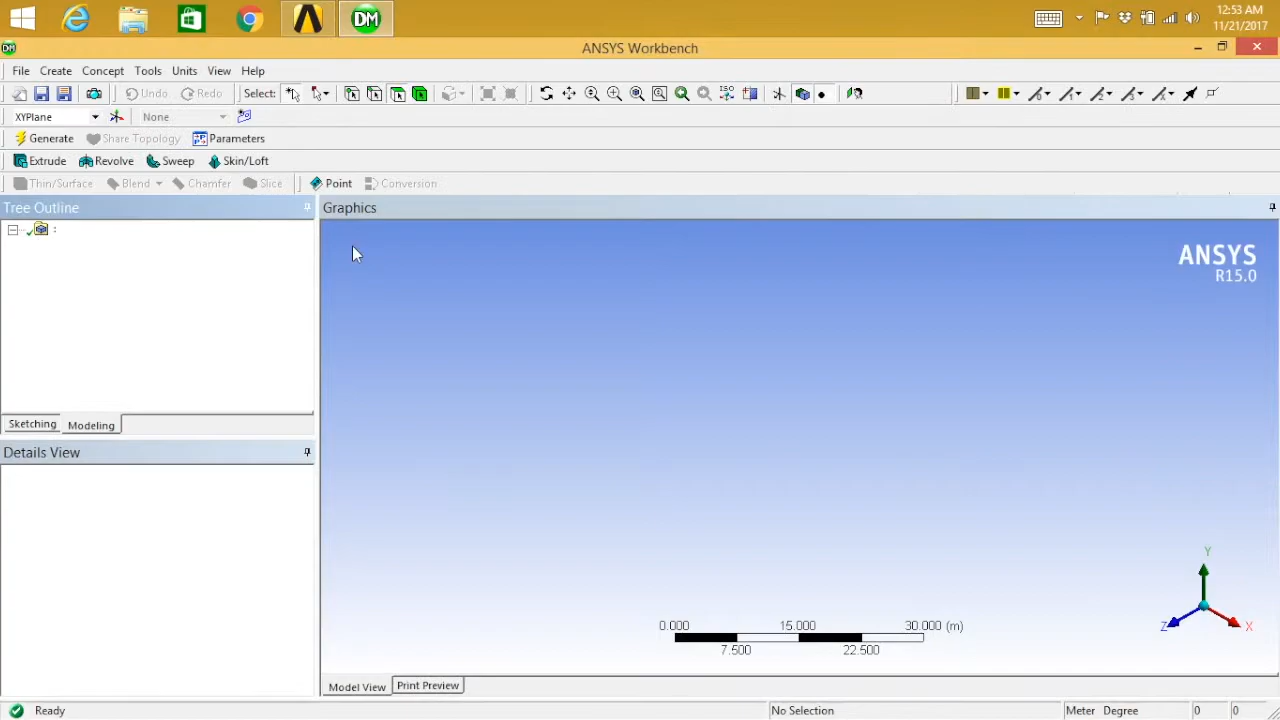 DM
12:53 AM
11/21/2017
DM
ANSYS Workbench
File Create Concept Tools Units View Help
Undo Redo Select:
XYPlane None
Generate Share Topology Parameters
Extrude Revolve Sweep Skin/Loft
Thin/Surface Blend Chamfer Slice Point Conversion
Tree Outline
Graphics
:
ANSYS
R15.0
Sketching Modeling
Details View
Y
Z
X
0.000 15.000 30.000 (m)
7.500 22.500
Model View Print Preview
Ready
No Selection
Meter Degree 0 0